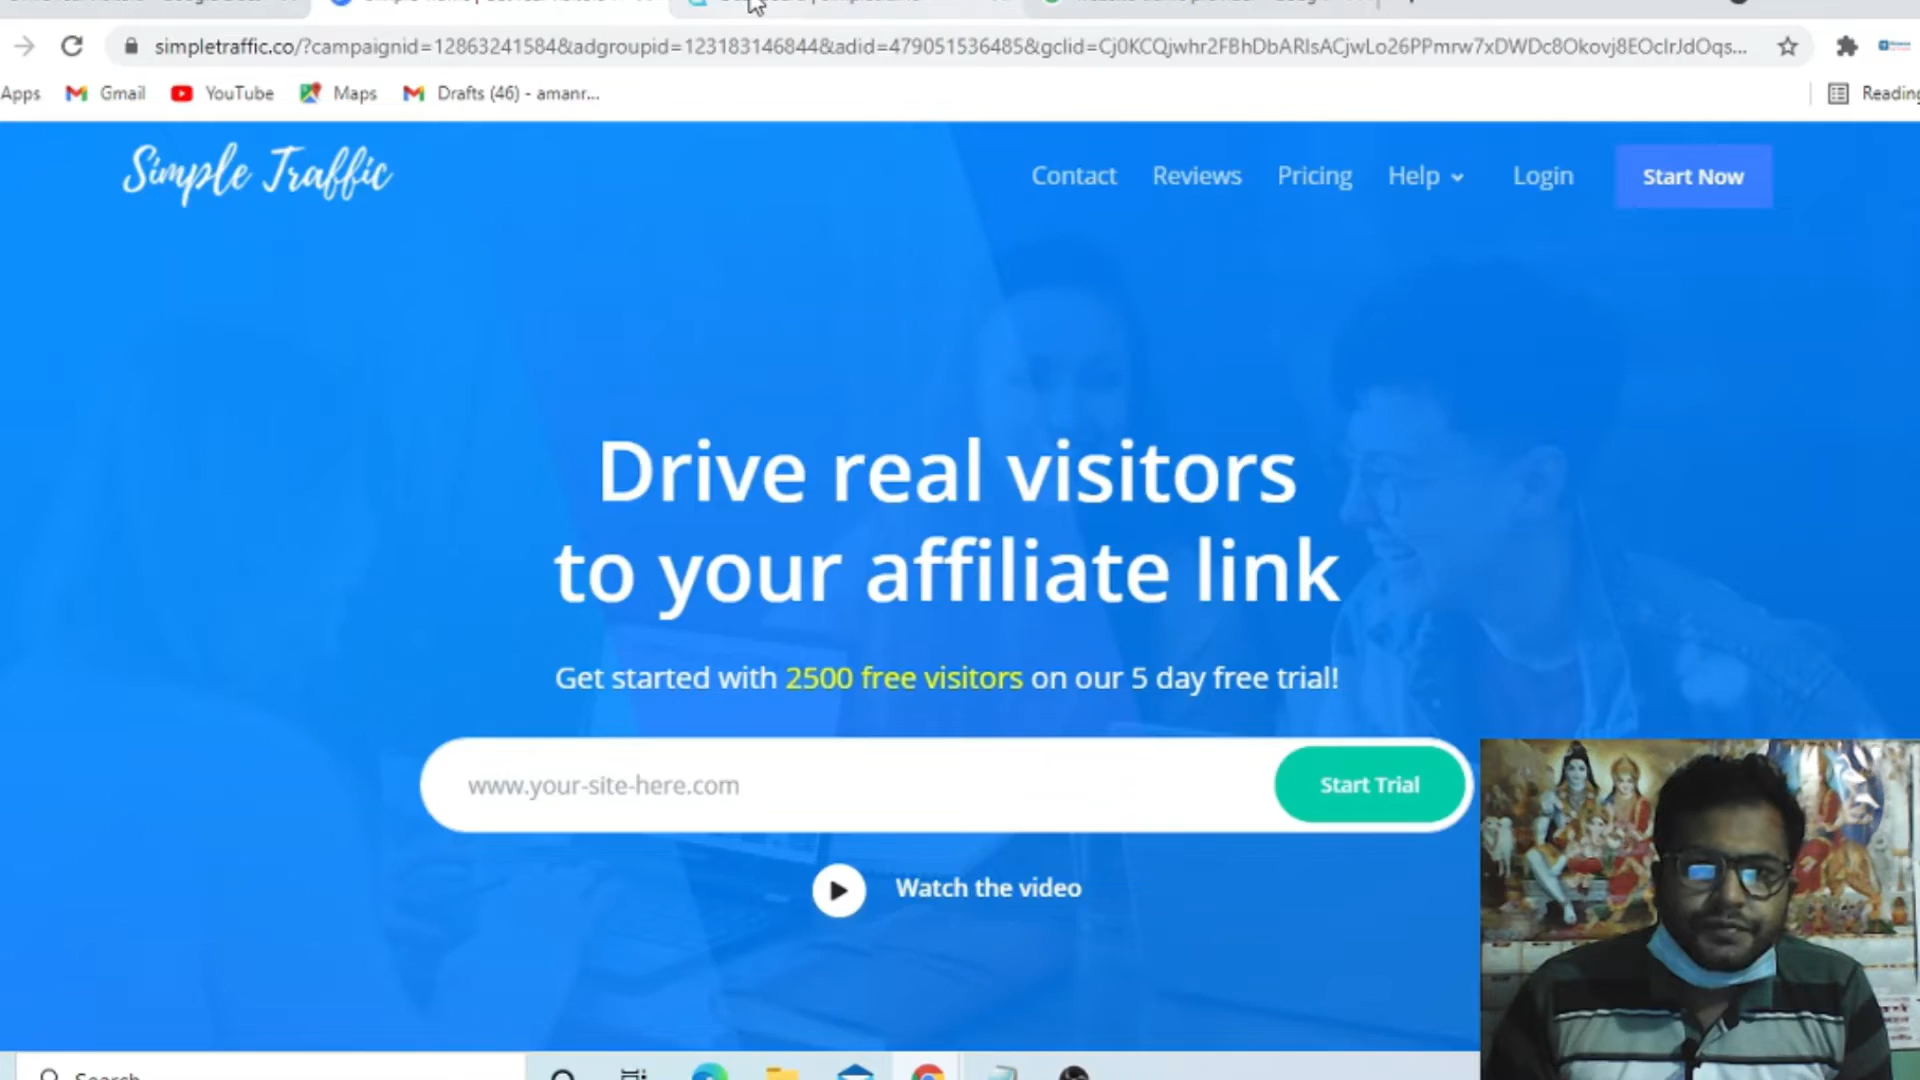 simpletraffic.co/?campaignid=12863241584&adgroupid=123183146844&adid=479051536485&gclid=Cj0KCQjwhr2FBhDbARIsACjwLo26PPmrw7xDWDc8Okovj8EOcIrJdOqs...
Apps Gmail YouTube Maps Drafts (46) - amanr... Reading
Simple Traffic
Contact Reviews Pricing Help Login Start Now
Drive real visitors
to your affiliate link
Get started with 2500 free visitors on our 5 day free trial!
www.your-site-here.com Start Trial
Watch the video
Search